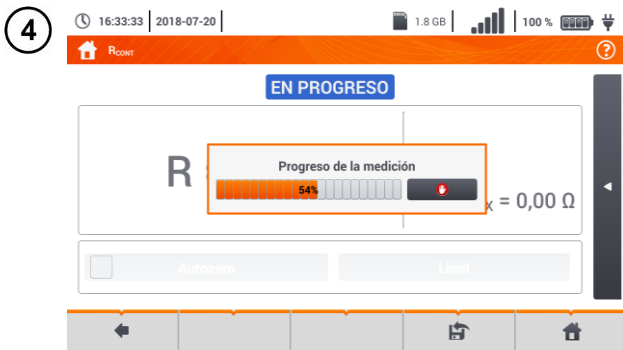 4
16:33:33 2018-07-20 1.8 GB 100 %
RCONT
EN PROGRESO
Progreso de la medición
R
54%
x = 0,00 Ω
Autozero Limit